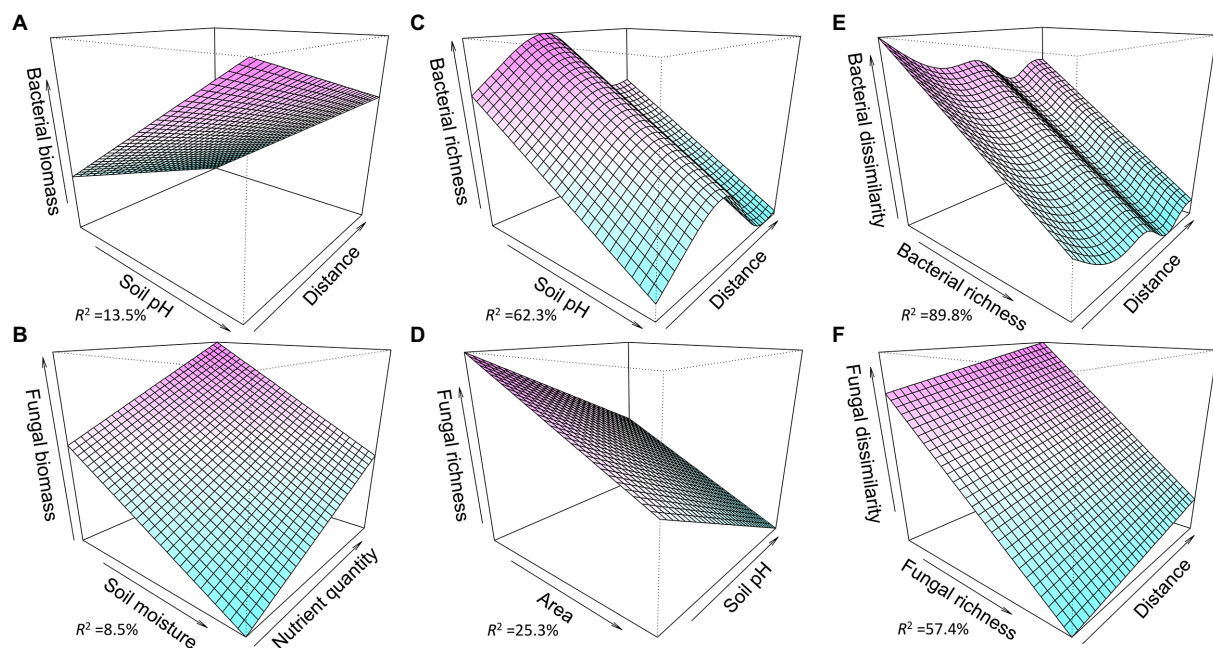 A
Bacterial biomass
Soil pH
Distance
R² =13.5%
C
Bacterial richness
Soil pH
Distance
R² =62.3%
E
Bacterial dissimilarity
Bacterial richness
Distance
R² =89.8%
B
Fungal biomass
Soil moisture
Nutrient quantity
R² =8.5%
D
Fungal richness
Area
Soil pH
R² =25.3%
F
Fungal dissimilarity
Fungal richness
Distance
R² =57.4%